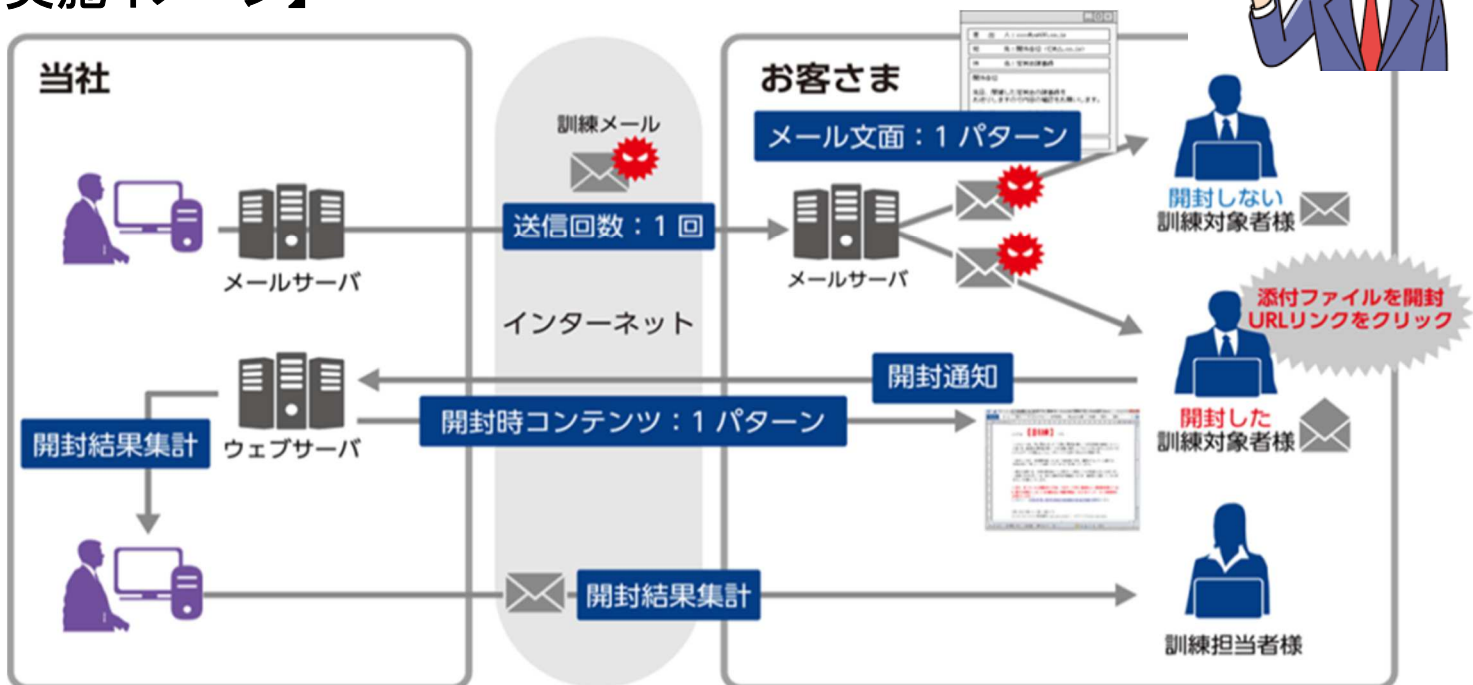 実施イメージ】
当社
お客さま
訓練メール
メール文面：1 パターン
開封しない
訓練対象者様
送信回数：1 回
メールサーバ
メールサーバ
添付ファイルを開封
URLリンクをクリック
インターネット
開封通知
開封時コンテンツ：1 パターン
【訓練】
開封した
訓練対象者様
開封結果集計
ウェブサーバ
開封結果集計
訓練担当者様